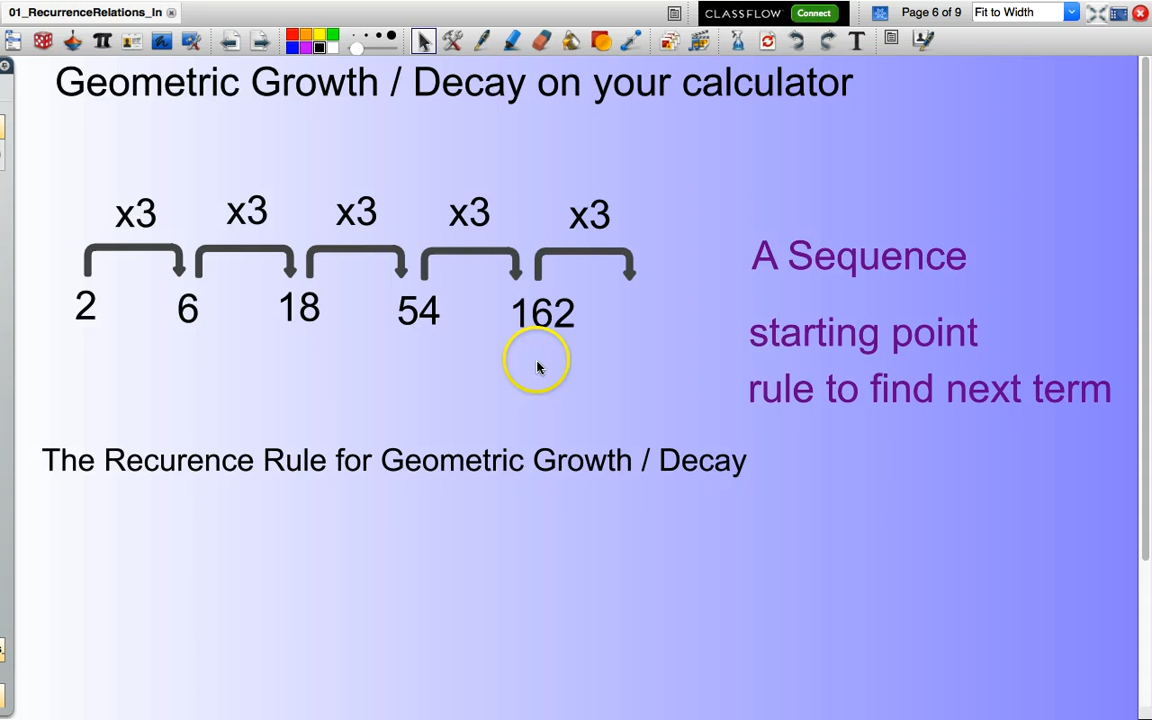 01_RecurrenceRelations_In
CLASSFLOW Connect
Page 6 of 9
Fit to Width
Geometric Growth / Decay on your calculator
x3 x3 x3 x3 x3
2 6 18 54 162
A Sequence
starting point
rule to find next term
The Recurence Rule for Geometric Growth / Decay